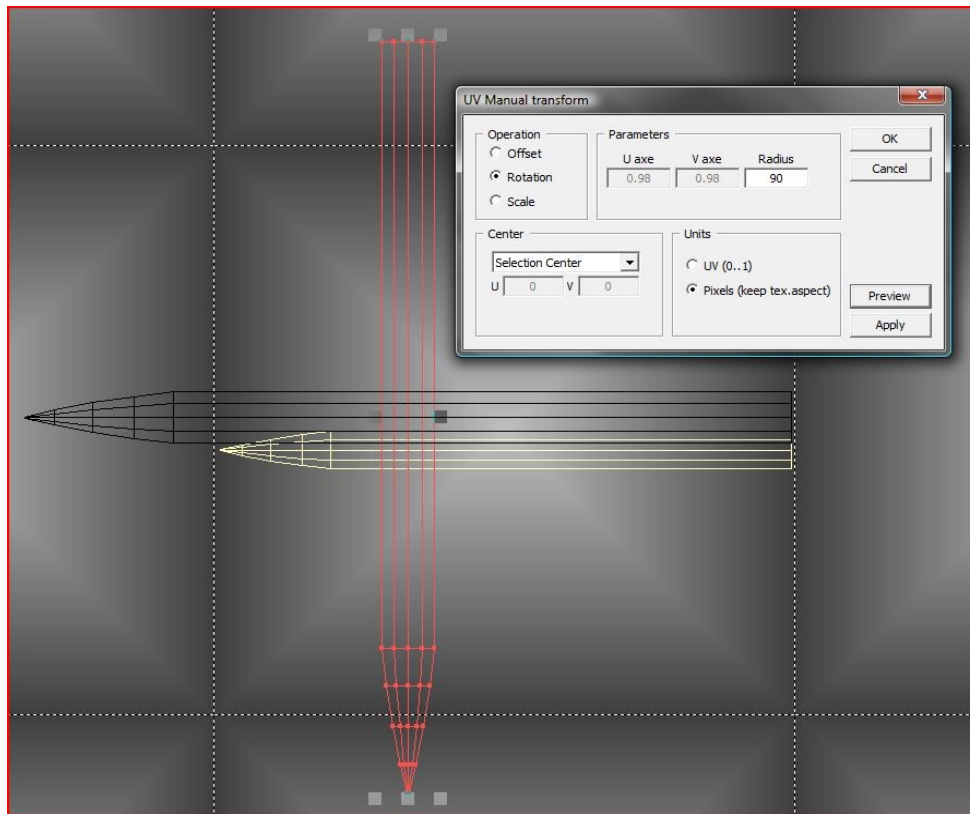 UV Manual transform
Operation
Offset
Rotation
Scale
Parameters
U axe V axe Radius
0.98 0.98 90
OK
Cancel
Center
Selection Center
U 0 V 0
Units
UV (0..1)
Pixels (keep tex.aspect)
Preview
Apply